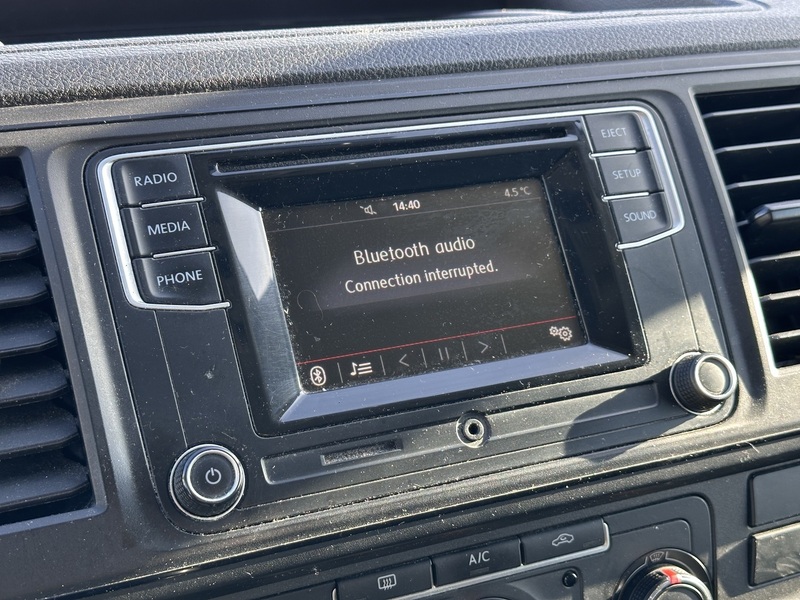 RADIO
MEDIA
PHONE
EJECT
SETUP
SOUND
14:40
4.5 °C
Bluetooth audio
Connection interrupted.
A/C